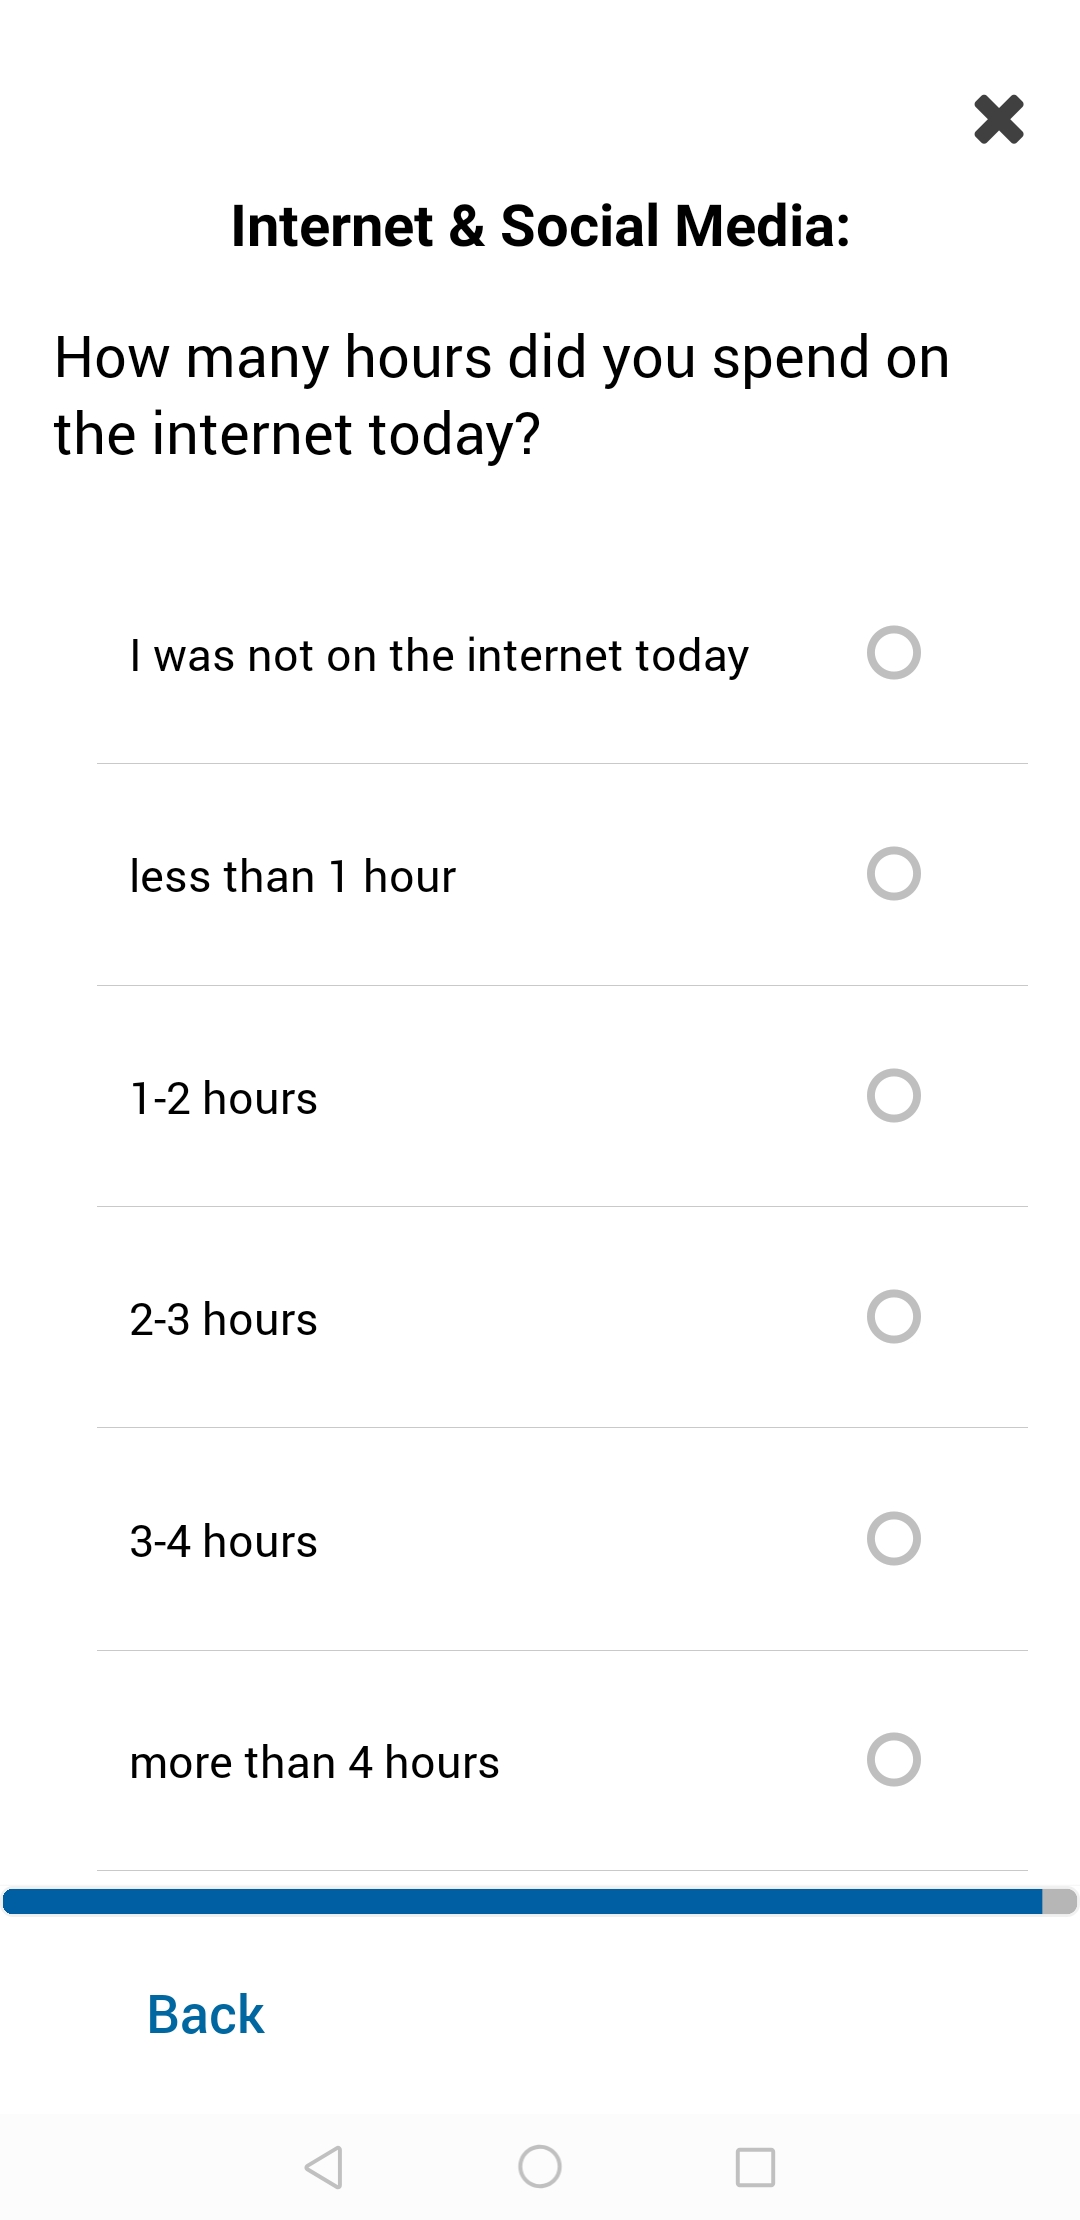 Internet & Social Media:
How many hours did you spend on
the internet today?
I was not on the internet today
less than 1 hour
1-2 hours
2-3 hours
3-4 hours
more than 4 hours
Back